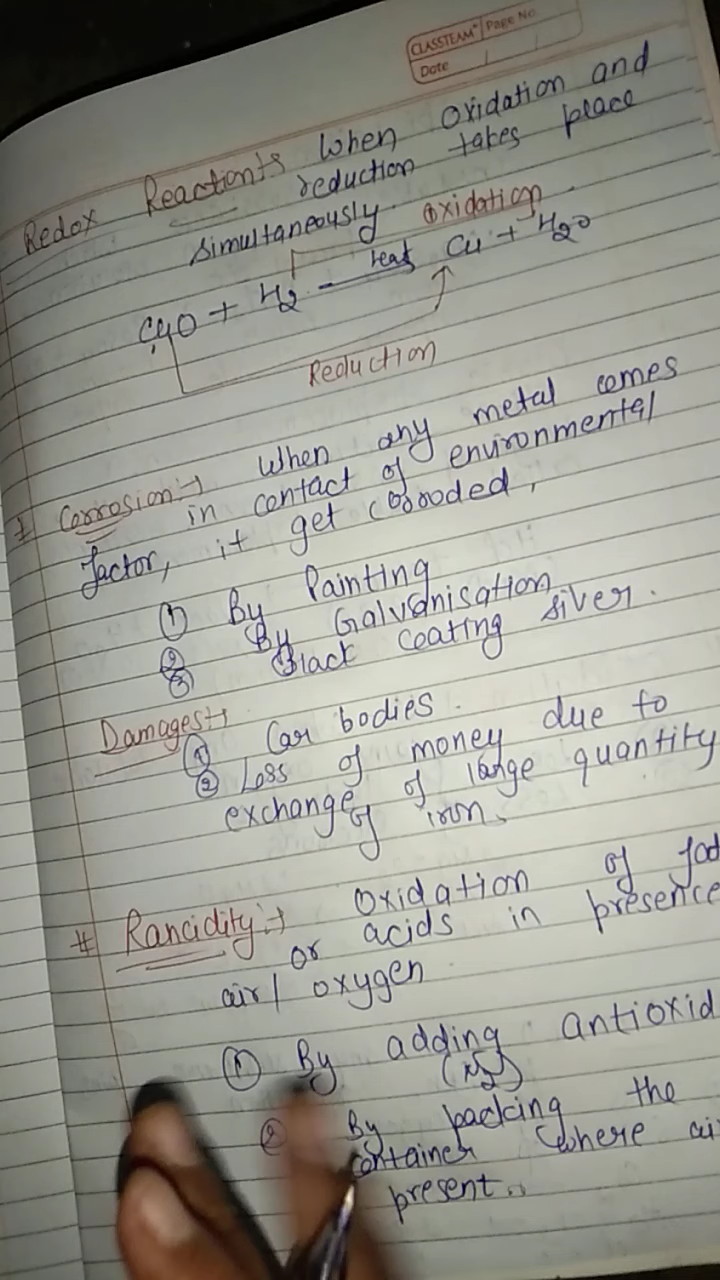 CLASSTEAM Page No.
Date
Redox Reactions When oxidation and
reduction takes place
simultaneously
oxidation
CuO + H2 heat Cu + H2O
Reduction
Corrosion:→ When any metal comes
in contact of environmental
factor, it get corroded,
① By Painting
② By Galvanisation
③ Black coating silver.
Damages:→
① Car bodies.
② Loss of money due to
exchange of large quantity
of iron.
# Rancidity:→ Oxidation of
or acids in presence
air/oxygen
① By adding
(N2)
② By packing the
container where
present..